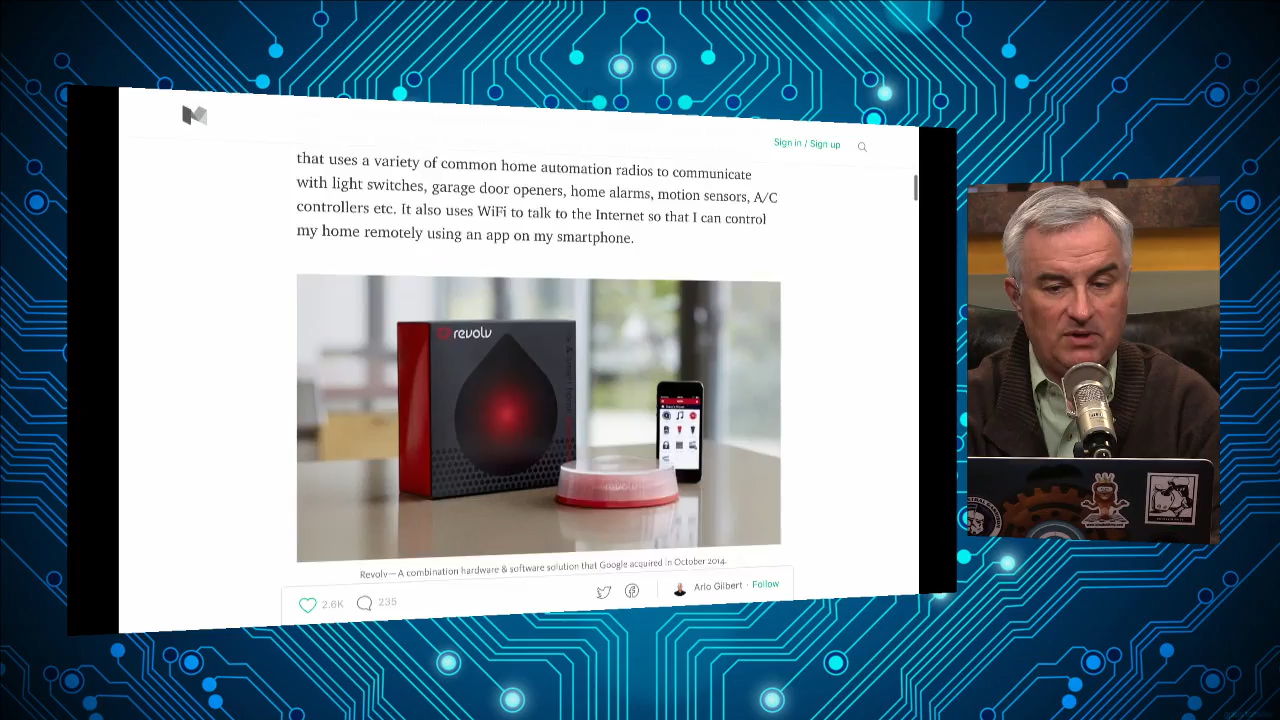 Sign in / Sign up
that uses a variety of common home automation radios to communicate
with light switches, garage door openers, home alarms, motion sensors, A/C
controllers etc. It also uses WiFi to talk to the Internet so that I can control
my home remotely using an app on my smartphone.
revolv
revolv
Revolv—A combination hardware & software solution that Google acquired in October 2014.
2.6K
235
Arlo Gilbert · Follow